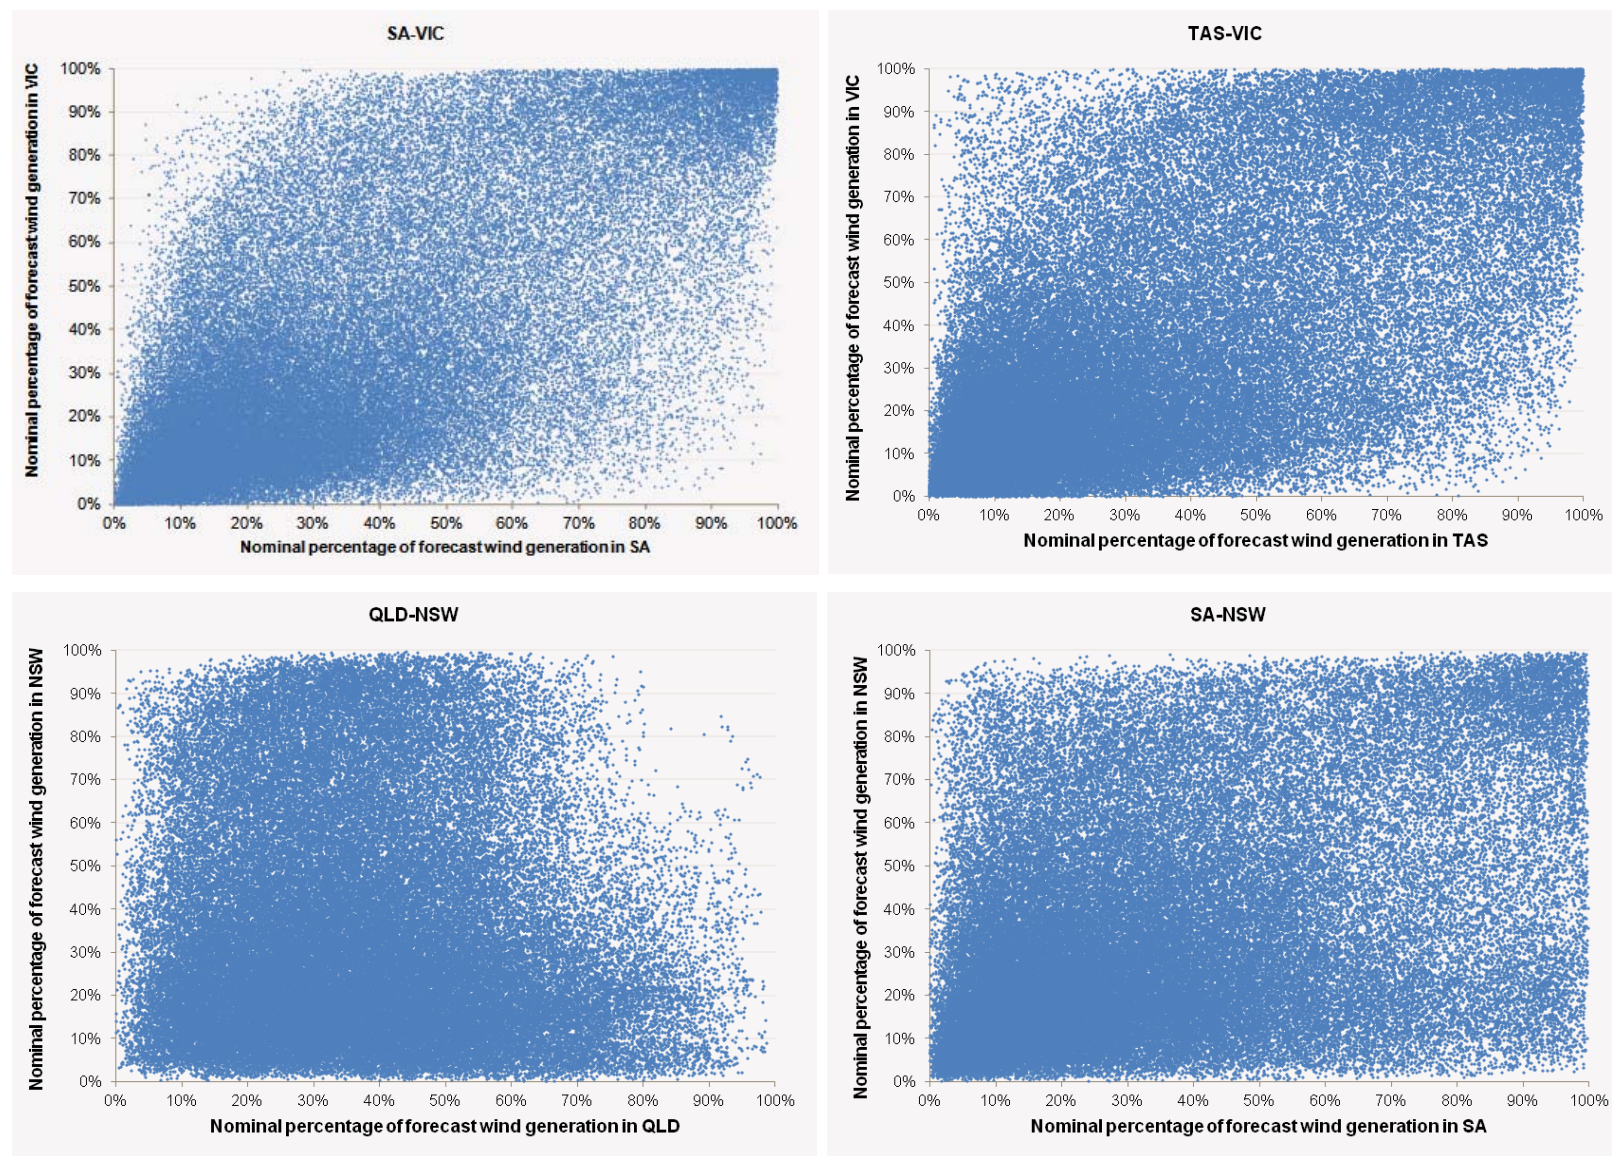 SA-VIC
Nominal percentage of forecast wind generation in VIC
100%
90%
80%
70%
60%
50%
40%
30%
20%
10%
0%
0% 10% 20% 30% 40% 50% 60% 70% 80% 90% 100%
Nominal percentage of forecast wind generation in SA
TAS-VIC
Nominal percentage of forecast wind generation in VIC
100%
90%
80%
70%
60%
50%
40%
30%
20%
10%
0%
0% 10% 20% 30% 40% 50% 60% 70% 80% 90% 100%
Nominal percentage of forecast wind generation in TAS
QLD-NSW
Nominal percentage of forecast wind generation in NSW
100%
90%
80%
70%
60%
50%
40%
30%
20%
10%
0%
0% 10% 20% 30% 40% 50% 60% 70% 80% 90% 100%
Nominal percentage of forecast wind generation in QLD
SA-NSW
Nominal percentage of forecast wind generation in NSW
100%
90%
80%
70%
60%
50%
40%
30%
20%
10%
0%
0% 10% 20% 30% 40% 50% 60% 70% 80% 90% 100%
Nominal percentage of forecast wind generation in SA